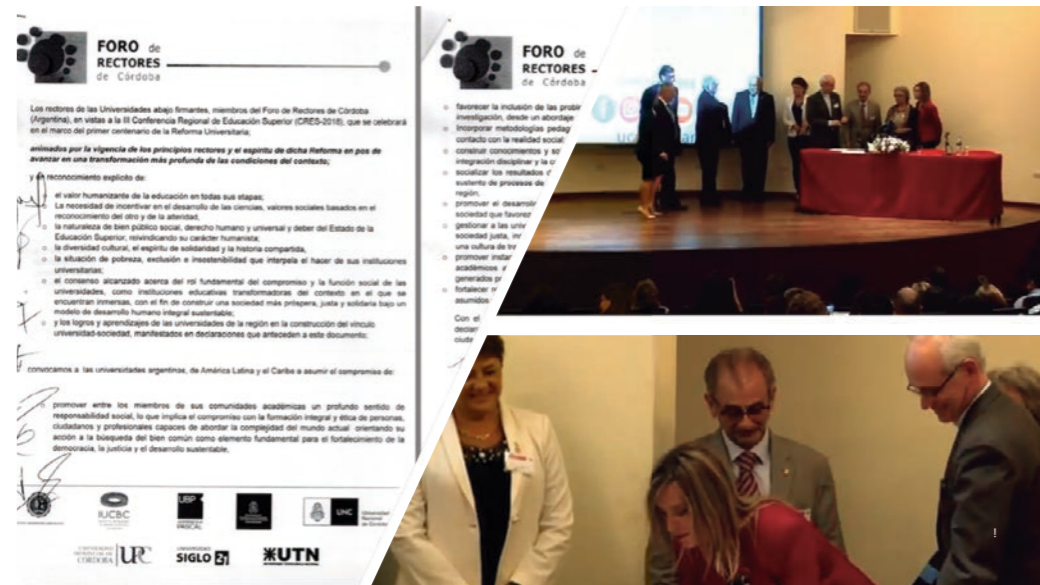 FORO de
RECTORES
de Córdoba
Los rectores de las Universidades abajo firmantes, miembros del Foro de Rectores de Córdoba
(Argentina), en vistas a la III Conferencia Regional de Educación Superior (CRES-2018), que se celebrará
en el marco del primer centenario de la Reforma Universitaria;
animados por la vigencia de los principios rectores y el espíritu de dicha Reforma en pos de
avanzar en una transformación más profunda de las condiciones del contexto;
y en reconocimiento explícito de:
el valor humanizante de la educación en todas sus etapas;
La necesidad de incentivar en el desarrollo de las ciencias, valores sociales basados en el
reconocimiento del otro y de la alteridad,
la naturaleza de bien público social, derecho humano y universal y deber del Estado de la
Educación Superior, reivindicando su carácter humanista;
la diversidad cultural, el espíritu de solidaridad y la historia compartida,
la situación de pobreza, exclusión e insostenibilidad que interpela el hacer de sus instituciones
universitarias;
el consenso alcanzado acerca del rol fundamental del compromiso y la función social de las
universidades, como instituciones educativas transformadoras del contexto en el que se
encuentran inmersas, con el fin de construir una sociedad más próspera, justa y solidaria bajo un
modelo de desarrollo humano integral sustentable;
y los logros y aprendizajes de las universidades de la región en la construcción del vínculo
universidad-sociedad, manifestados en declaraciones que anteceden a este documento;
convocamos a las universidades argentinas, de América Latina y el Caribe a asumir el compromiso de:
promover entre los miembros de sus comunidades académicas un profundo sentido de
responsabilidad social, lo que implica el compromiso con la formación integral y ética de personas,
ciudadanos y profesionales capaces de abordar la complejidad del mundo actual orientando su
acción a la búsqueda del bien común como elemento fundamental para el fortalecimiento de la
democracia, la justicia y el desarrollo sustentable,
IUCBC
UBP
UNIVERSIDAD
PASCAL
UNC
Universidad
Nacional
de Córdoba
UNIVERSIDAD
PROVINCIAL DE
CÓRDOBA
UPC
UNIVERSIDAD
SIGLO 21
UTN
FORO de
RECTORES
de Córdoba
favorecer la inclusión de las
investigación, desde un abordaje
Incorporar metodologías
contacto con la realidad social;
construir conocimientos y
integración disciplinar y la
socializar los resultados
sustento de procesos de
región;
promover el desarrollo
sociedad que
gestionar a las
sociedad justa,
una cultura de
promover
académicos
generados
fortalecer
asumidos
Con el